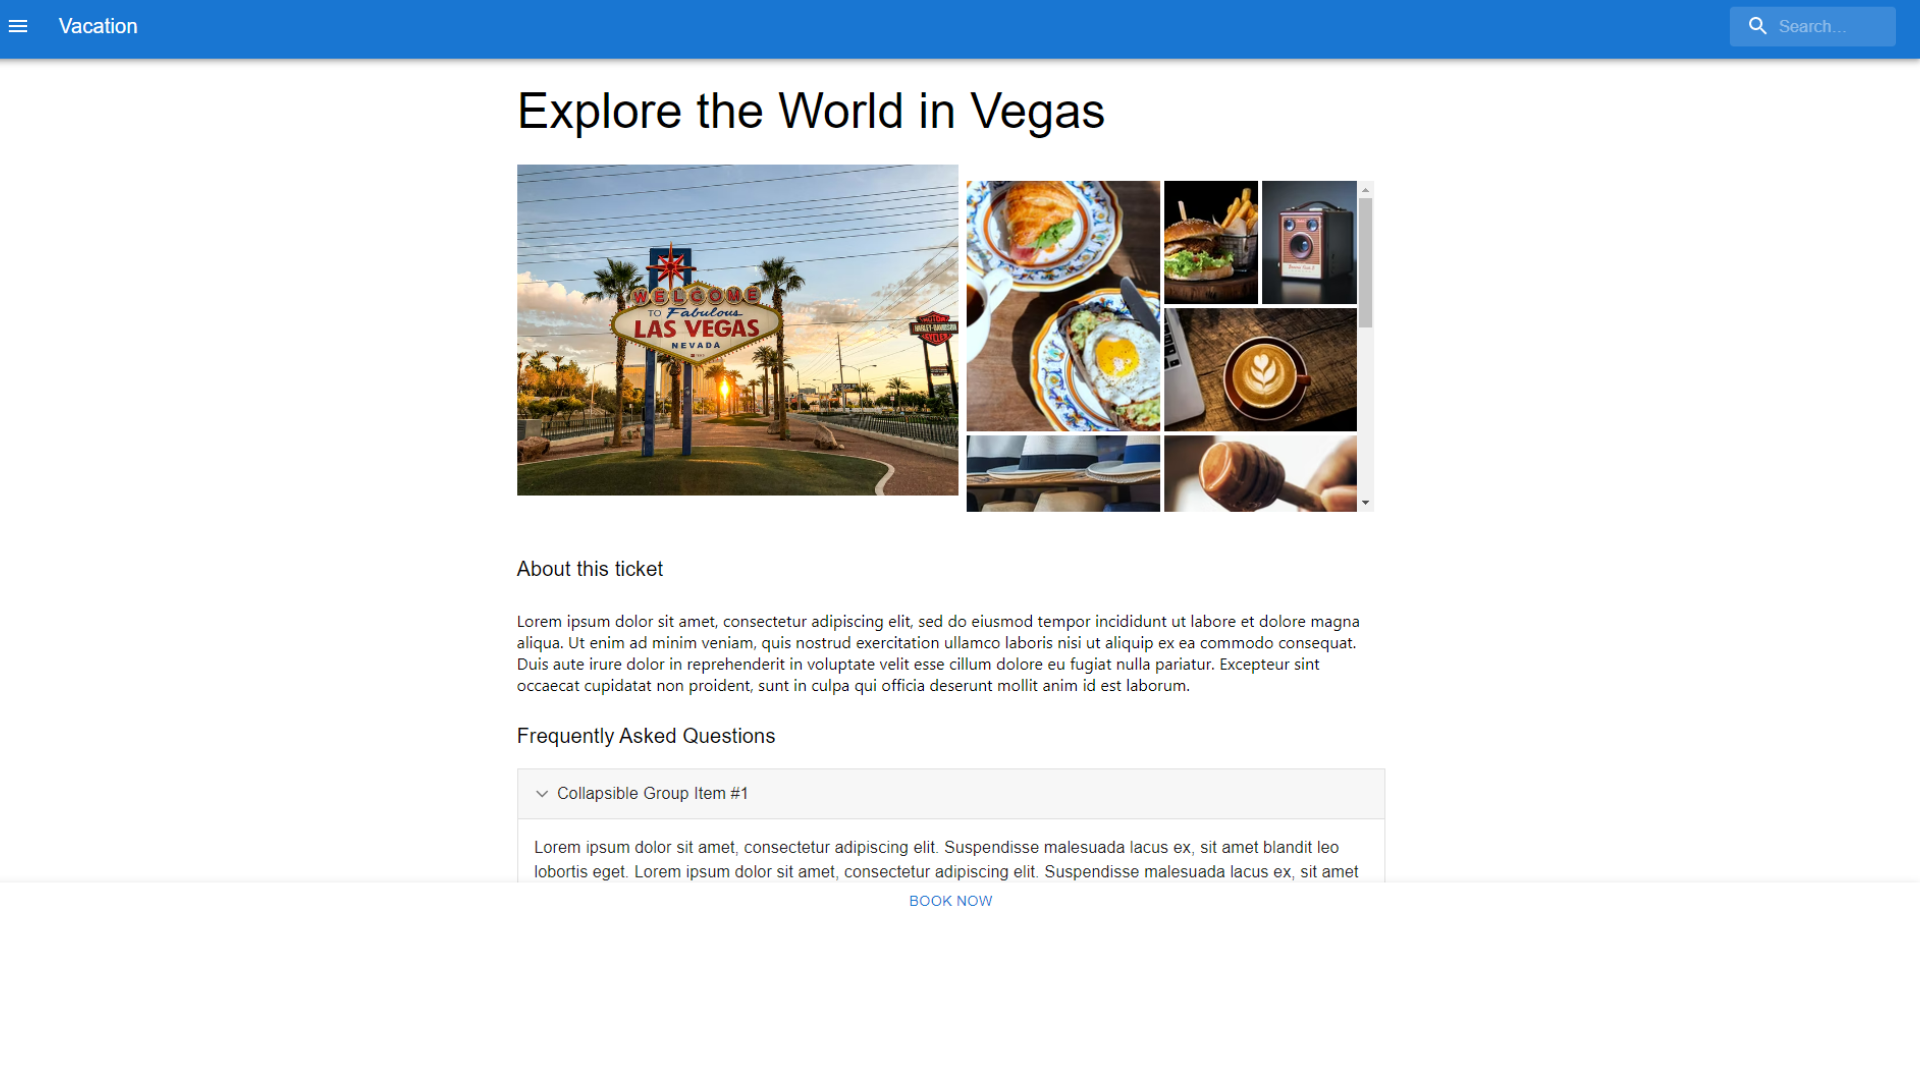 Vacation
Search...
Explore the World in Vegas
WELCOME
TO Fabulous
LAS VEGAS
NEVADA
HARLEY-DAVIDSON
About this ticket
Lorem ipsum dolor sit amet, consectetur adipiscing elit, sed do eiusmod tempor incididunt ut labore et dolore magna
aliqua. Ut enim ad minim veniam, quis nostrud exercitation ullamco laboris nisi ut aliquip ex ea commodo consequat.
Duis aute irure dolor in reprehenderit in voluptate velit esse cillum dolore eu fugiat nulla pariatur. Excepteur sint
occaecat cupidatat non proident, sunt in culpa qui officia deserunt mollit anim id est laborum.
Frequently Asked Questions
Collapsible Group Item #1
Lorem ipsum dolor sit amet, consectetur adipiscing elit. Suspendisse malesuada lacus ex, sit amet blandit leo
lobortis eget. Lorem ipsum dolor sit amet, consectetur adipiscing elit. Suspendisse malesuada lacus ex, sit amet
BOOK NOW